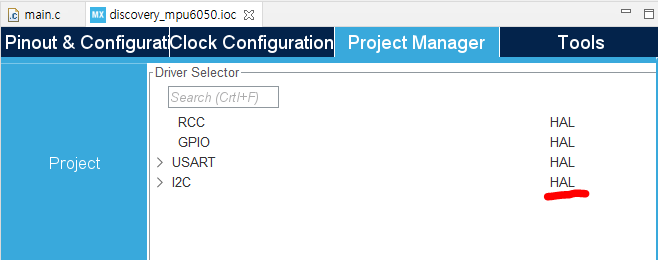 main.c
MX discovery_mpu6050.ioc
Pinout & Configurati Clock Configuration Project Manager Tools
Driver Selector
Search (Crtl+F)
RCC HAL
GPIO HAL
Project
USART HAL
I2C HAL